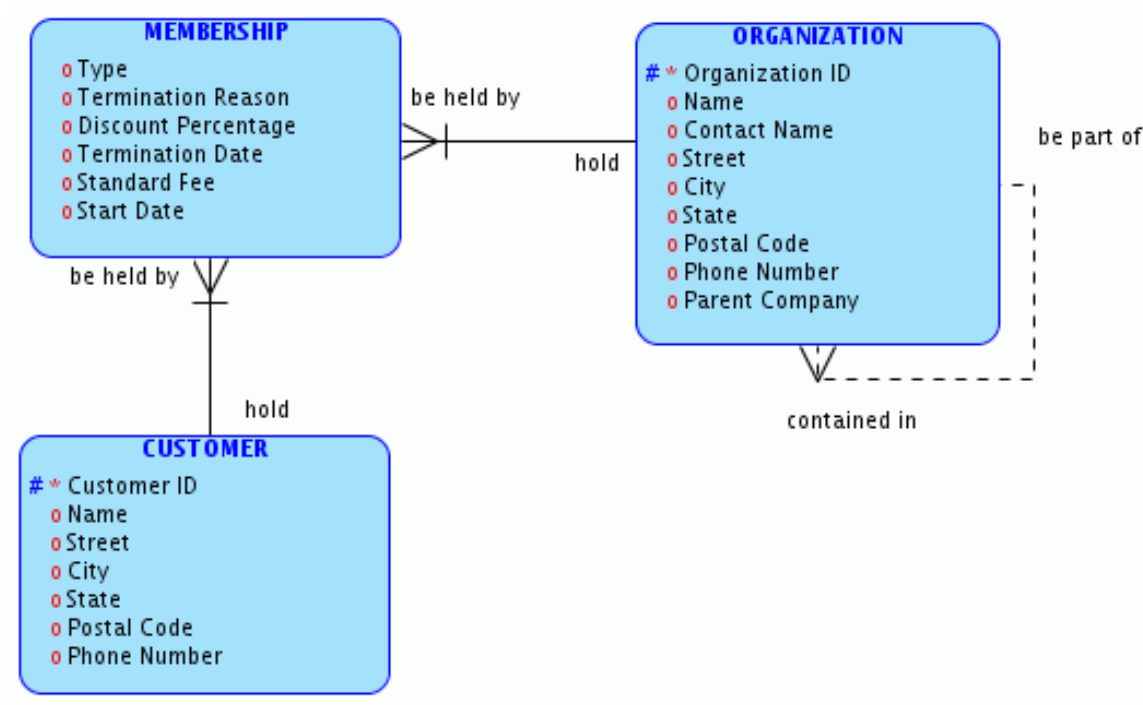 MEMBERSHIP
o Type
o Termination Reason
o Discount Percentage
o Termination Date
o Standard Fee
o Start Date
be held by
hold
ORGANIZATION
# * Organization ID
o Name
o Contact Name
o Street
o City
o State
o Postal Code
o Phone Number
o Parent Company
be part of
contained in
be held by
hold
CUSTOMER
# * Customer ID
o Name
o Street
o City
o State
o Postal Code
o Phone Number